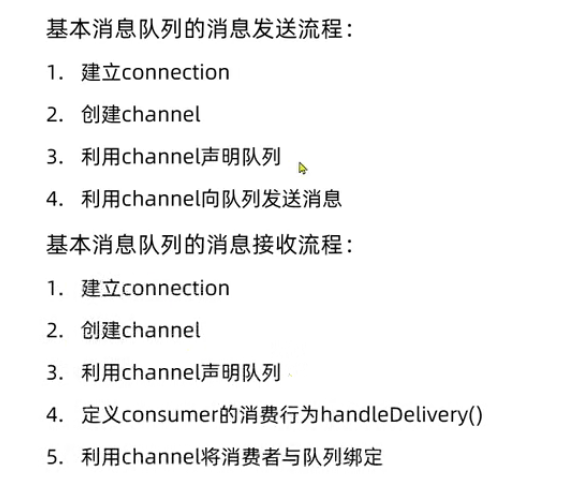 基本消息队列的消息发送流程：
1. 建立connection
2. 创建channel
3. 利用channel声明队列
4. 利用channel向队列发送消息
基本消息队列的消息接收流程：
1. 建立connection
2. 创建channel
3. 利用channel声明队列
4. 定义consumer的消费行为handleDelivery()
5. 利用channel将消费者与队列绑定